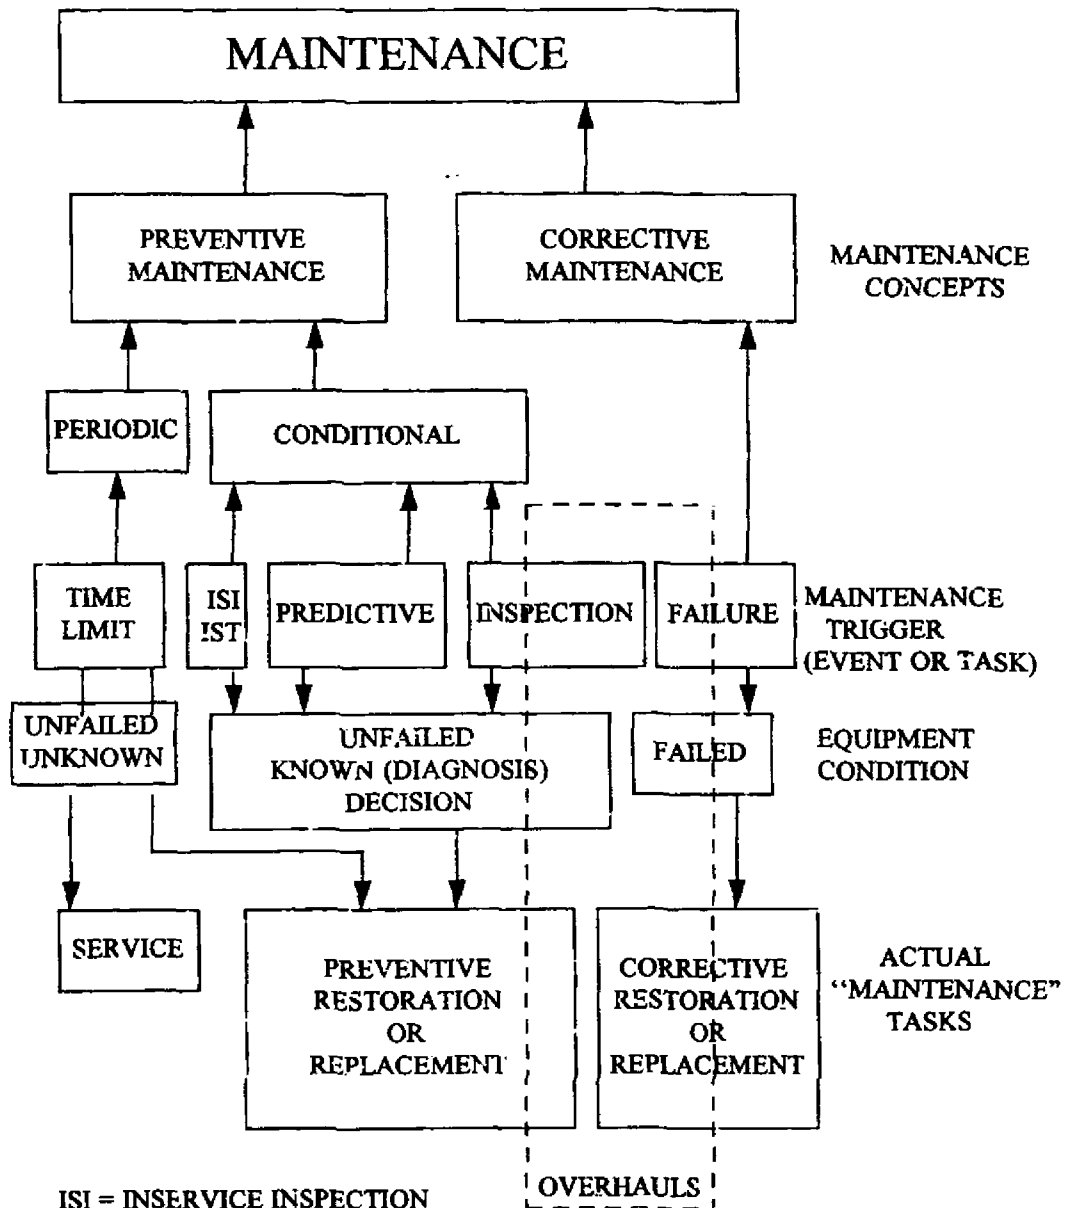 MAINTENANCE
PREVENTIVE
MAINTENANCE
CORRECTIVE
MAINTENANCE
MAINTENANCE
CONCEPTS
PERIODIC
CONDITIONAL
TIME
LIMIT
ISI
IST
PREDICTIVE
INSPECTION
FAILURE
MAINTENANCE
TRIGGER
(EVENT OR TASK)
UNFAILED
UNKNOWN
UNFAILED
KNOWN (DIAGNOSIS)
DECISION
FAILED
EQUIPMENT
CONDITION
SERVICE
PREVENTIVE
RESTORATION
OR
REPLACEMENT
CORRECTIVE
RESTORATION
OR
REPLACEMENT
ACTUAL
“MAINTENANCE”
TASKS
OVERHAULS
ISI = INSERVICE INSPECTION